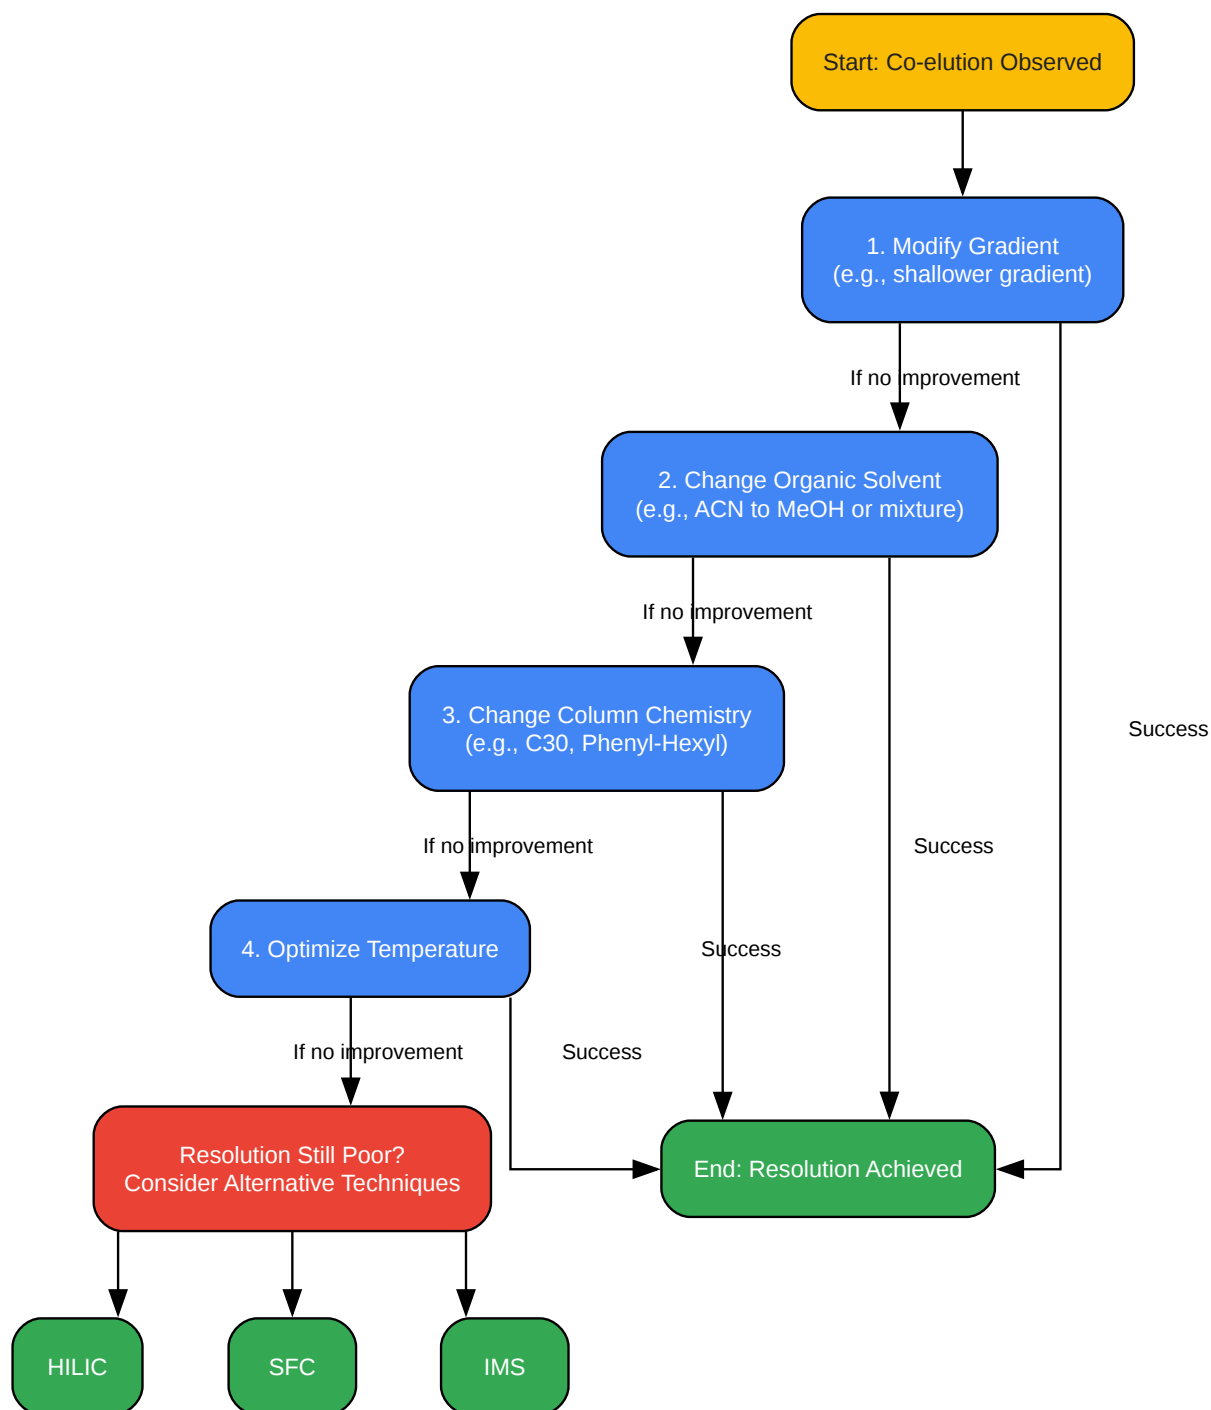 Start: Co-elution Observed
1. Modify Gradient
(e.g., shallower gradient)
If no improvement
2. Change Organic Solvent
(e.g., ACN to MeOH or mixture)
If no improvement
3. Change Column Chemistry
(e.g., C30, Phenyl-Hexyl)
Success
If no improvement
Success
4. Optimize Temperature
Success
If no improvement
Success
Resolution Still Poor?
Consider Alternative Techniques
End: Resolution Achieved
HILIC
SFC
IMS